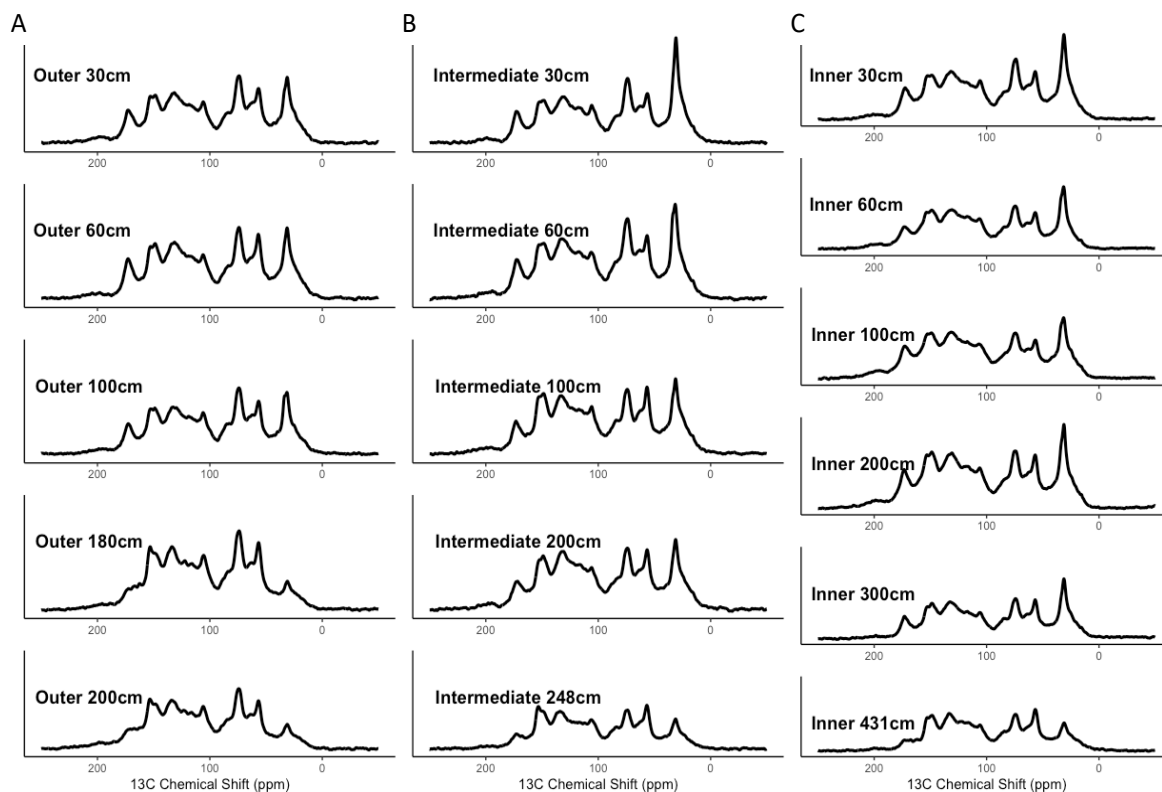 A
Outer 30cm
200 100 0
Outer 60cm
200 100 0
Outer 100cm
200 100 0
Outer 180cm
200 100 0
Outer 200cm
200 100 0
13C Chemical Shift (ppm)
B
Intermediate 30cm
200 100 0
Intermediate 60cm
200 100 0
Intermediate 100cm
200 100 0
Intermediate 200cm
200 100 0
Intermediate 248cm
200 100 0
13C Chemical Shift (ppm)
C
Inner 30cm
200 100 0
Inner 60cm
200 100 0
Inner 100cm
200 100 0
Inner 200cm
200 100 0
Inner 300cm
200 100 0
Inner 431cm
200 100 0
13C Chemical Shift (ppm)